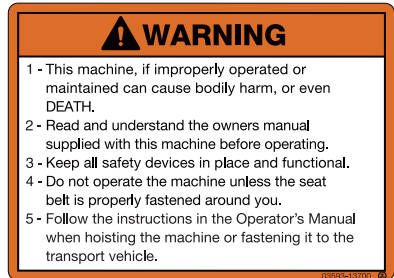 WARNING
1 - This machine, if improperly operated or
maintained can cause bodily harm, or even
DEATH.
2 - Read and understand the owners manual
supplied with this machine before operating.
3 - Keep all safety devices in place and functional.
4 - Do not operate the machine unless the seat
belt is properly fastened around you.
5 - Follow the instructions in the Operator's Manual
when hoisting the machine or fastening it to the
transport vehicle.
03593-13700